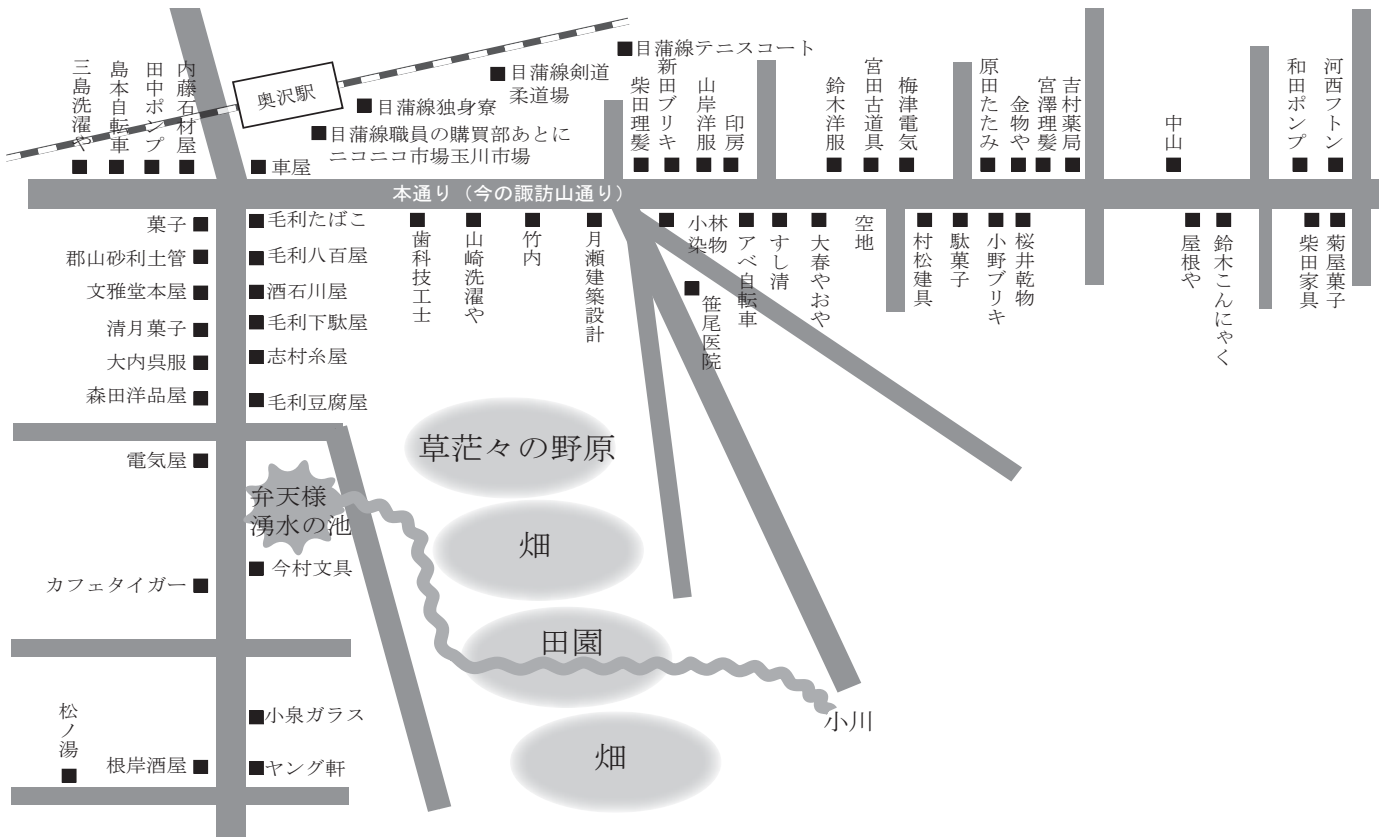 奥沢駅
■目蒲線テニスコート
■目蒲線剣道
柔道場
■目蒲線独身寮
■目蒲線職員の購買部あとに
ニコニコ市場玉川市場
三島洗濯や
島本自転車
田中ポンプ
内藤石材屋
■車屋
柴田理髪
新田ブリキ
山岸洋服
印房
鈴木洋服
宮田古道具
梅津電気
原田たたみ
金物や
宮澤理髪
吉村薬局
中山
和田ポンプ
河西フトン
本通り（今の諏訪山通り）
菓子■
郡山砂利土管■
文雅堂本屋■
清月菓子■
大内呉服■
森田洋品屋■
電気屋■
カフェタイガー■
松ノ湯
根岸酒屋■
■毛利たばこ
■毛利八百屋
■酒石川屋
■毛利下駄屋
■志村糸屋
■毛利豆腐屋
弁天様
湧水の池
■今村文具
■小泉ガラス
■ヤング軒
歯科技工士
山崎洗濯や
竹内
月瀬建築設計
小林
染物
笹尾医院
アベ自転車
すし清
大春やおや
空地
村松建具
駄菓子
小野ブリキ
桜井乾物
屋根や
鈴木こんにゃく
柴田家具
菊屋菓子
草茫々の野原
畑
田園
畑
小川